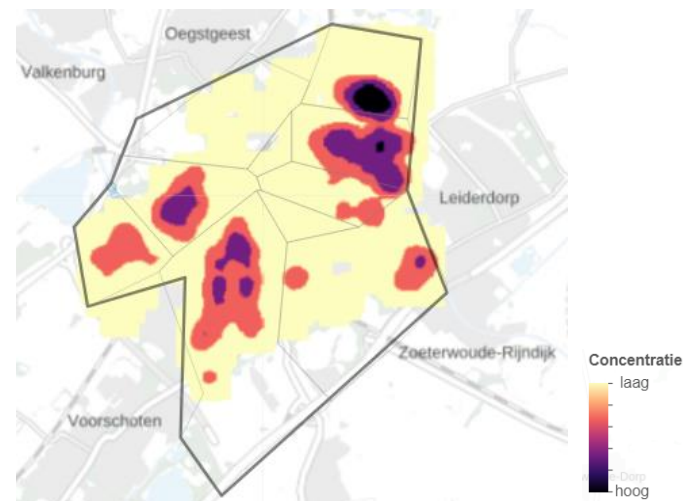 Oegstgeest
Valkenburg
Leiderdorp
Zoeterwoude-Rijndijk
Voorschoten
Concentratie
laag
hoog